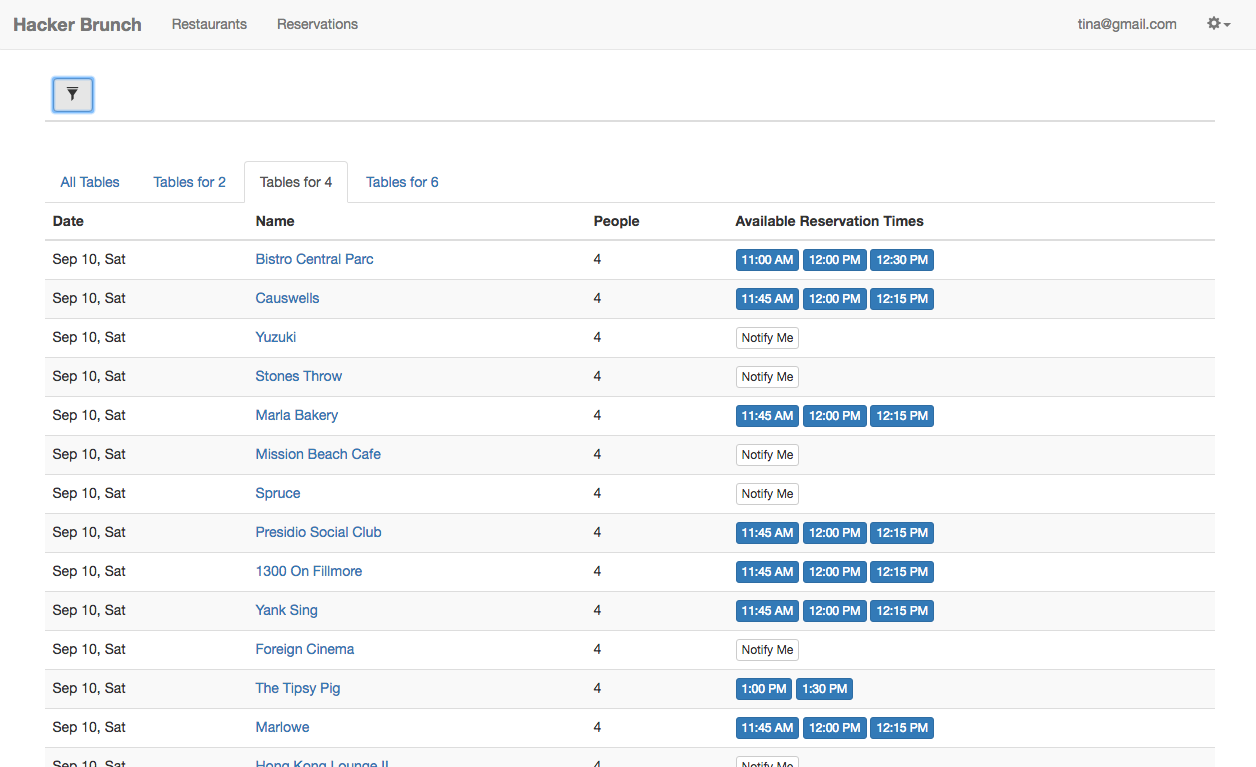 Hacker Brunch Restaurants Reservations tina@gmail.com
All Tables Tables for 2 Tables for 4 Tables for 6
Date Name People Available Reservation Times
Sep 10, Sat Bistro Central Parc 4 11:00 AM 12:00 PM 12:30 PM
Sep 10, Sat Causwells 4 11:45 AM 12:00 PM 12:15 PM
Sep 10, Sat Yuzuki 4 Notify Me
Sep 10, Sat Stones Throw 4 Notify Me
Sep 10, Sat Marla Bakery 4 11:45 AM 12:00 PM 12:15 PM
Sep 10, Sat Mission Beach Cafe 4 Notify Me
Sep 10, Sat Spruce 4 Notify Me
Sep 10, Sat Presidio Social Club 4 11:45 AM 12:00 PM 12:15 PM
Sep 10, Sat 1300 On Fillmore 4 11:45 AM 12:00 PM 12:15 PM
Sep 10, Sat Yank Sing 4 11:45 AM 12:00 PM 12:15 PM
Sep 10, Sat Foreign Cinema 4 Notify Me
Sep 10, Sat The Tipsy Pig 4 1:00 PM 1:30 PM
Sep 10, Sat Marlowe 4 11:45 AM 12:00 PM 12:15 PM
Sep 10, Sat Hong Kong Lounge II 4 Notify Me